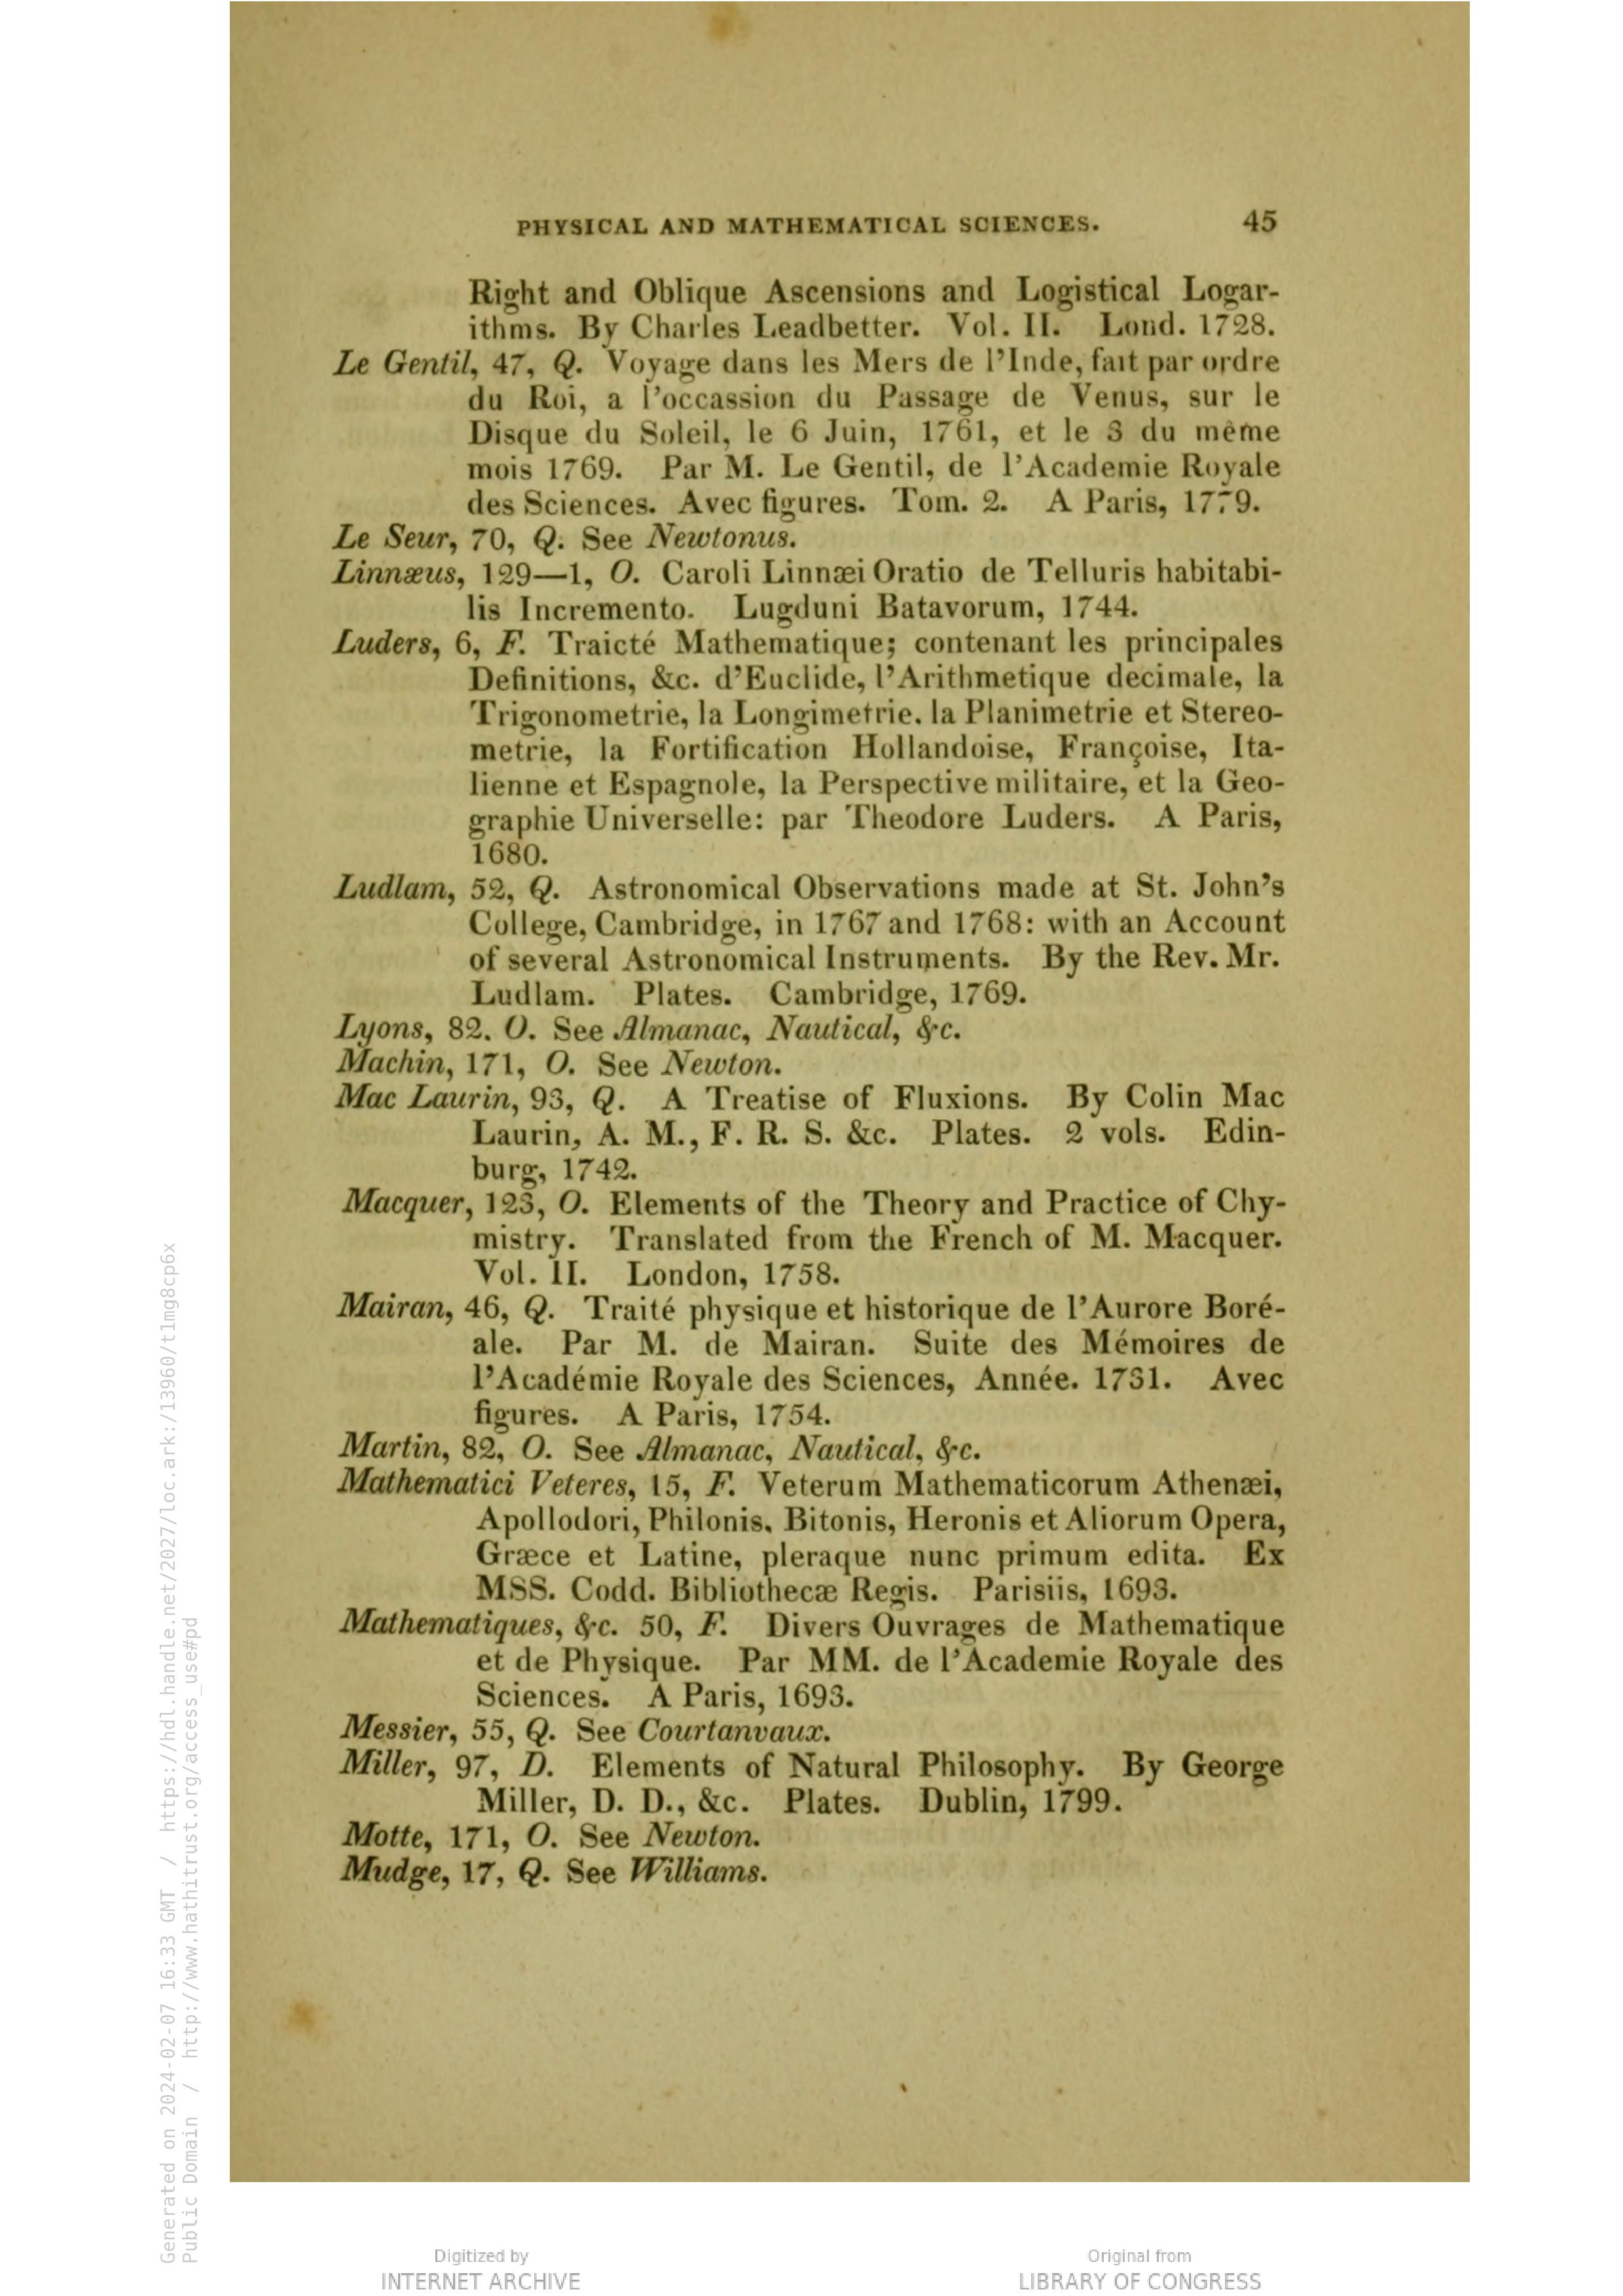 PHYSICAL AND MATHEMATICAL SCIENCES. 45
Right and Oblique Ascensions and Logistical Logar-
ithms. By Charles Leadbetter. Vol. II. Lond. 1728.
Le Gentil, 47, Q. Voyage dans les Mers de l'Inde, fait par ordre
du Roi, a l'occassion du Passage de Venus, sur le
Disque du Soleil, le 6 Juin, 1761, et le 3 du même
mois 1769. Par M. Le Gentil, de l'Academie Royale
des Sciences. Avec figures. Tom. 2. A Paris, 1779.
Le Seur, 70, Q. See Newtonus.
Linnæus, 129—1, O. Caroli Linnæi Oratio de Telluris habitabi-
lis Incremento. Lugduni Batavorum, 1744.
Luders, 6, F. Traicté Mathematique; contenant les principales
Definitions, &c. d'Euclide, l'Arithmetique decimale, la
Trigonometrie, la Longimetrie, la Planimetrie et Stereo-
metrie, la Fortification Hollandoise, Françoise, Ita-
lienne et Espagnole, la Perspective militaire, et la Geo-
graphie Universelle: par Theodore Luders. A Paris,
1680.
Ludlam, 52, Q. Astronomical Observations made at St. John's
College, Cambridge, in 1767 and 1768: with an Account
of several Astronomical Instruments. By the Rev. Mr.
Ludlam. Plates. Cambridge, 1769.
Lyons, 82. O. See Almanac, Nautical, &c.
Machin, 171, O. See Newton.
Mac Laurin, 93, Q. A Treatise of Fluxions. By Colin Mac
Laurin, A. M., F. R. S. &c. Plates. 2 vols. Edin-
burg, 1742.
Macquer, 123, O. Elements of the Theory and Practice of Chy-
mistry. Translated from the French of M. Macquer.
Vol. II. London, 1758.
Mairan, 46, Q. Traité physique et historique de l'Aurore Boré-
ale. Par M. de Mairan. Suite des Mémoires de
l'Académie Royale des Sciences, Année. 1731. Avec
figures. A Paris, 1754.
Martin, 82, O. See Almanac, Nautical, &c.
Mathematici Veteres, 15, F. Veterum Mathematicorum Athenæi,
Apollodori, Philonis, Bitonis, Heronis et Aliorum Opera,
Græce et Latine, pleraque nunc primum edita. Ex
MSS. Codd. Bibliothecæ Regis. Parisiis, 1693.
Mathematiques, &c. 50, F. Divers Ouvrages de Mathematique
et de Physique. Par MM. de l'Academie Royale des
Sciences. A Paris, 1693.
Messier, 55, Q. See Courtanvaux.
Miller, 97, D. Elements of Natural Philosophy. By George
Miller, D. D., &c. Plates. Dublin, 1799.
Motte, 171, O. See Newton.
Mudge, 17, Q. See Williams.
Generated on 2024-02-07 16:33 GMT / https://hdl.handle.net/2027/loc.ark:/13960/t1mg8cp6x
Public Domain / http://www.hathitrust.org/access_use#pd
Digitized by
INTERNET ARCHIVE
Original from
LIBRARY OF CONGRESS